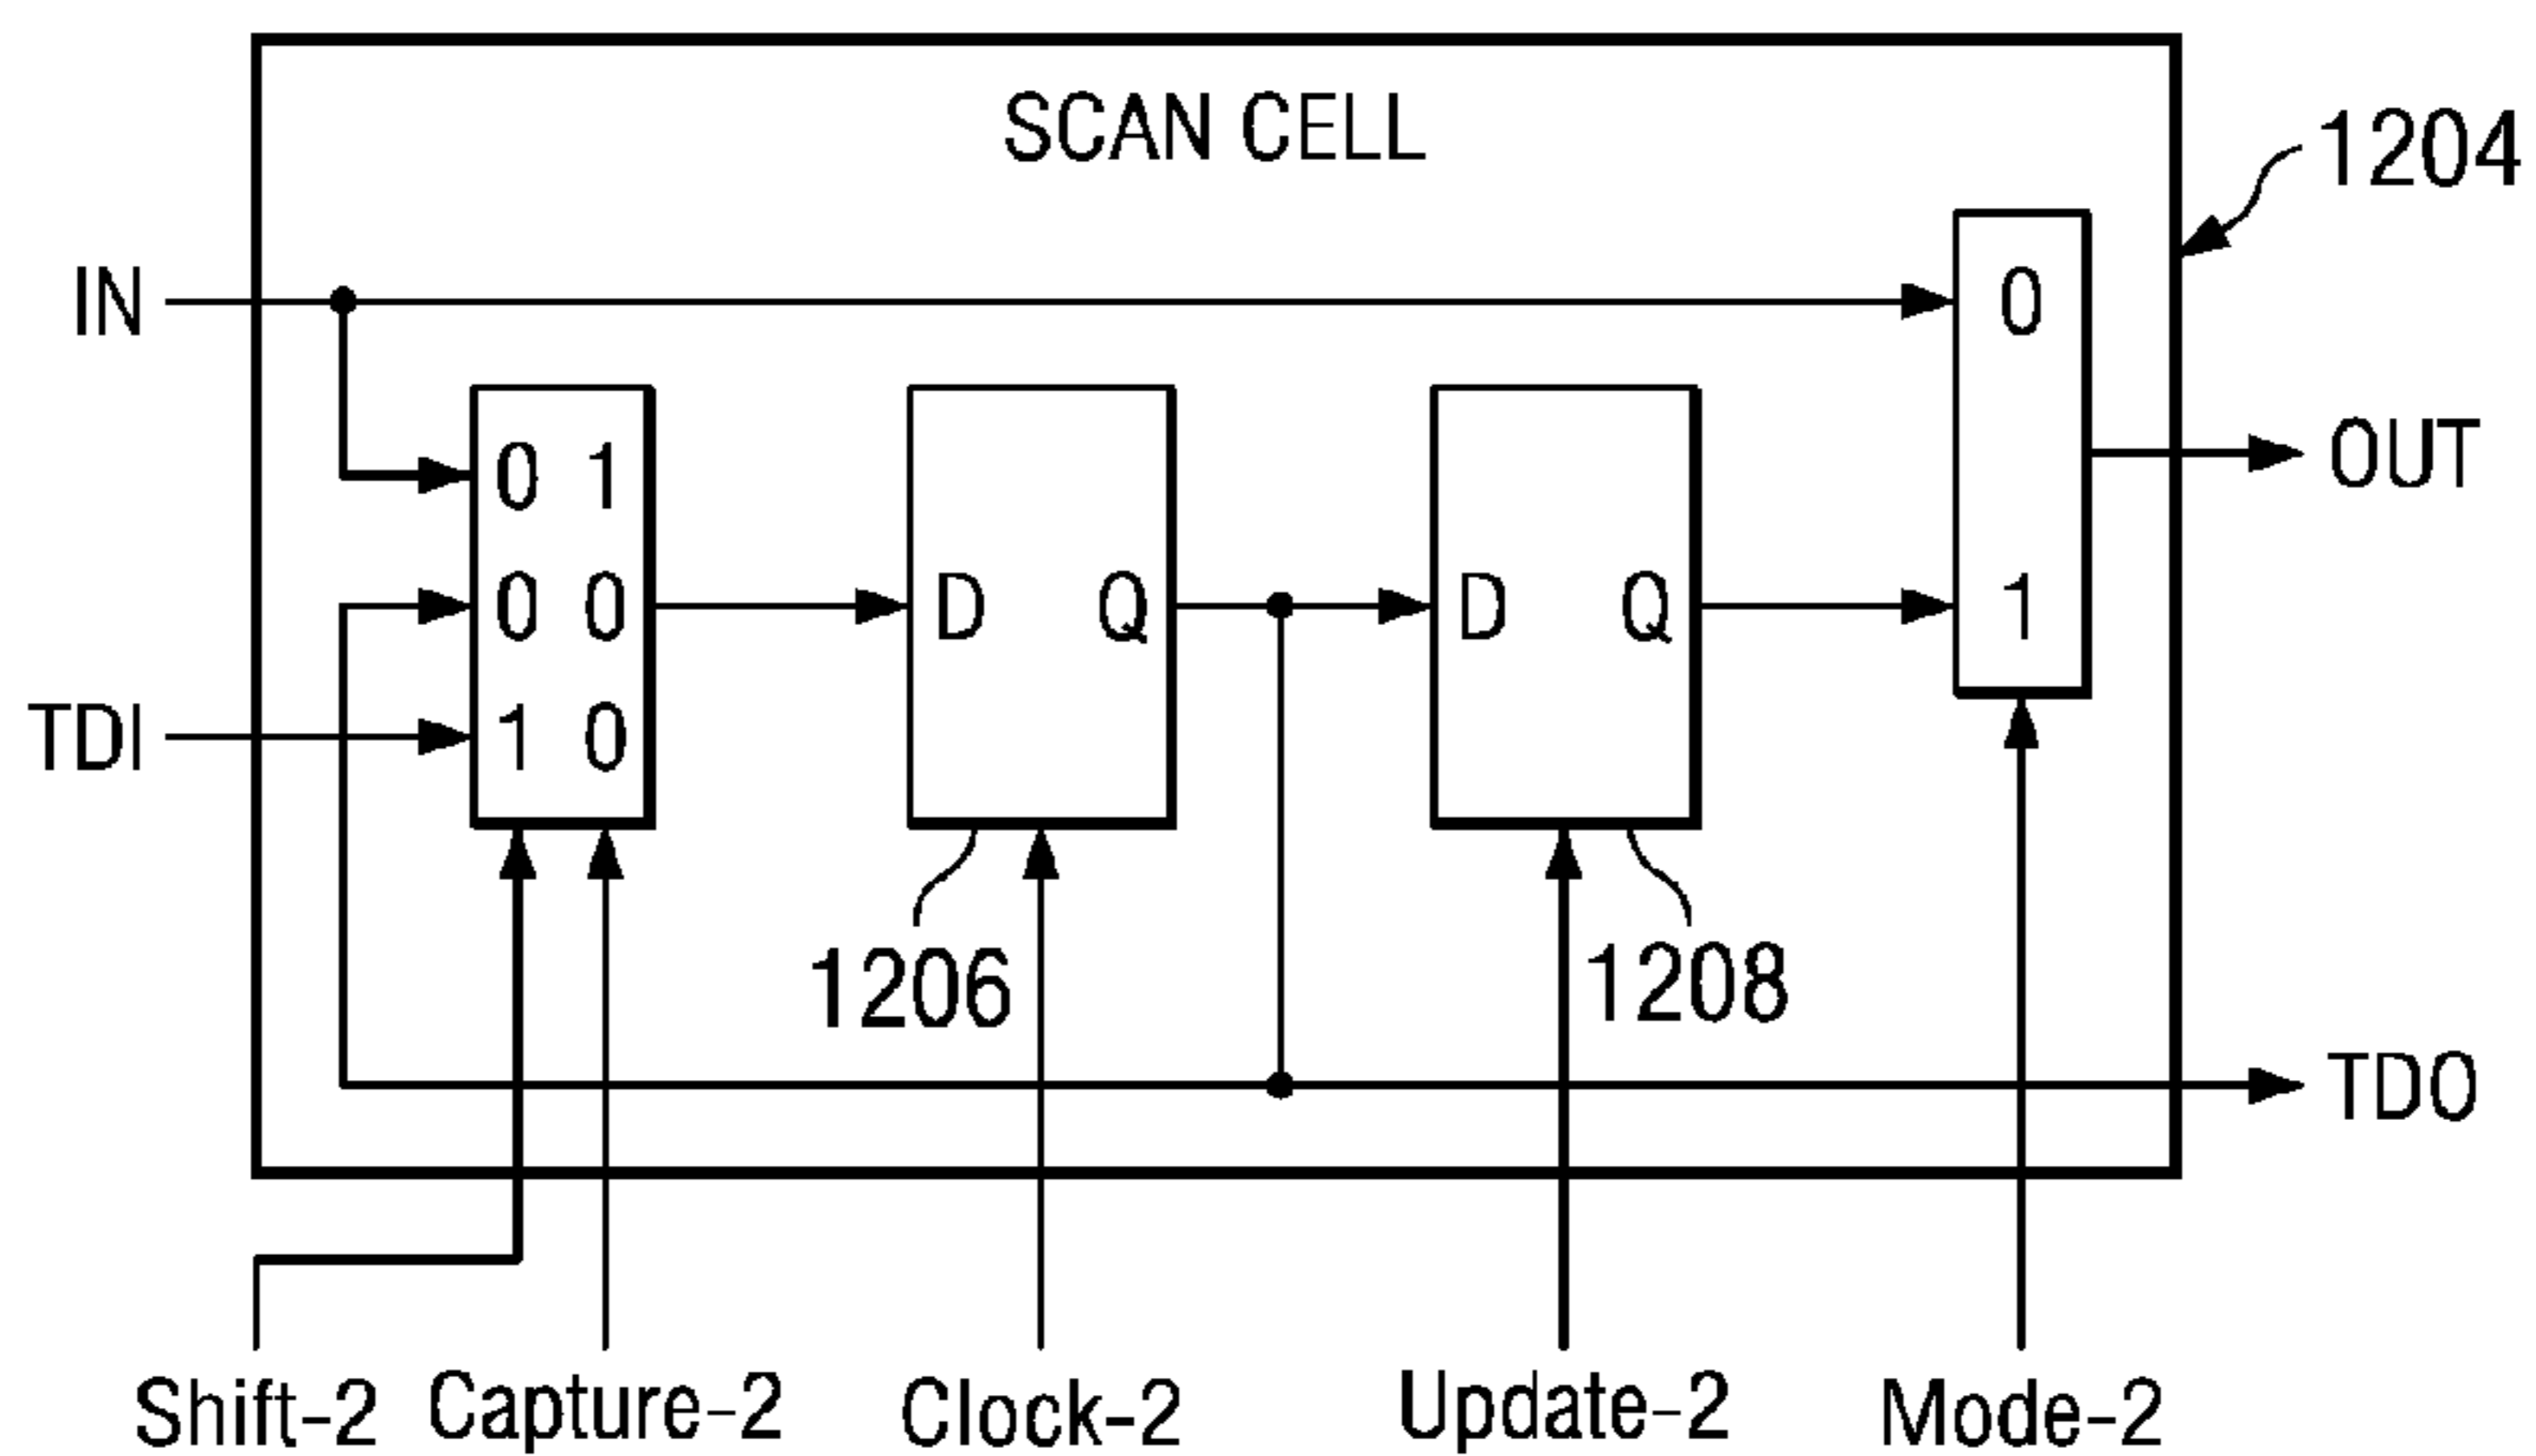 SCAN CELL
1204
IN
0
0 1
OUT
0 0
D Q
D Q
1
TDI
1 0
1206
1208
TDO
Shift-2
Capture-2
Clock-2
Update-2
Mode-2